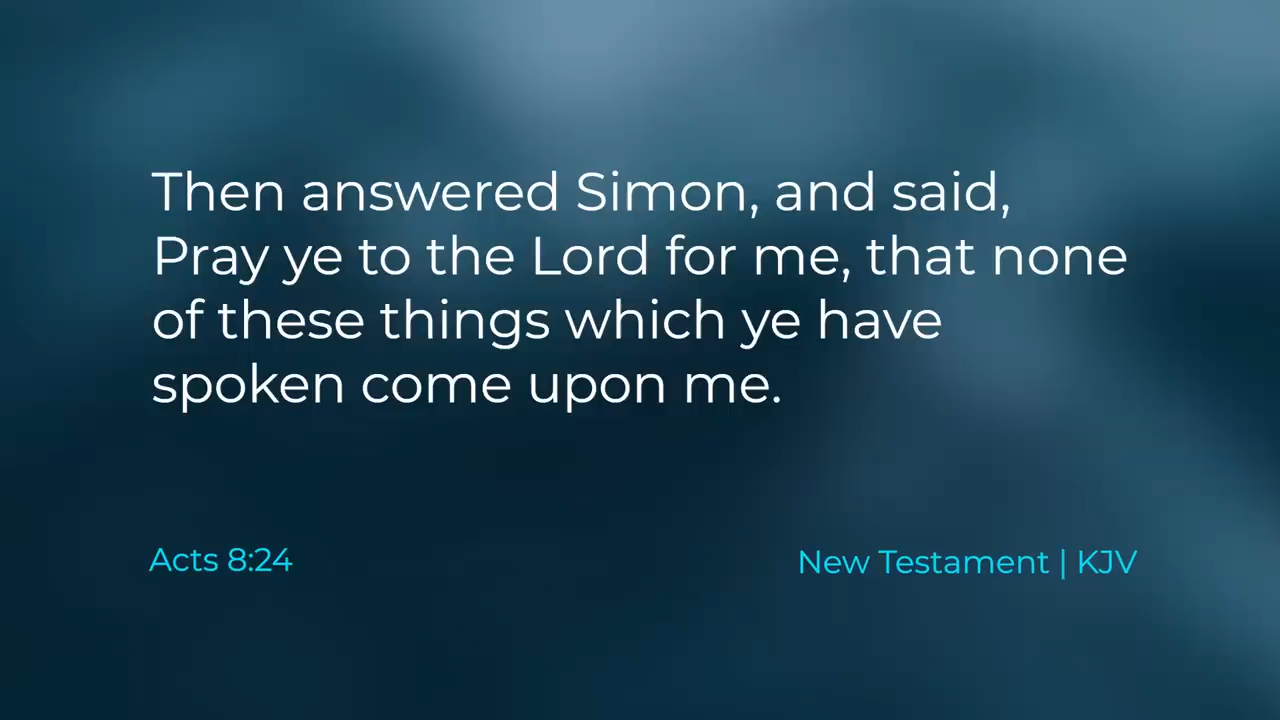 Then answered Simon, and said,
Pray ye to the Lord for me, that none
of these things which ye have
spoken come upon me.
Acts 8:24
New Testament | KJV